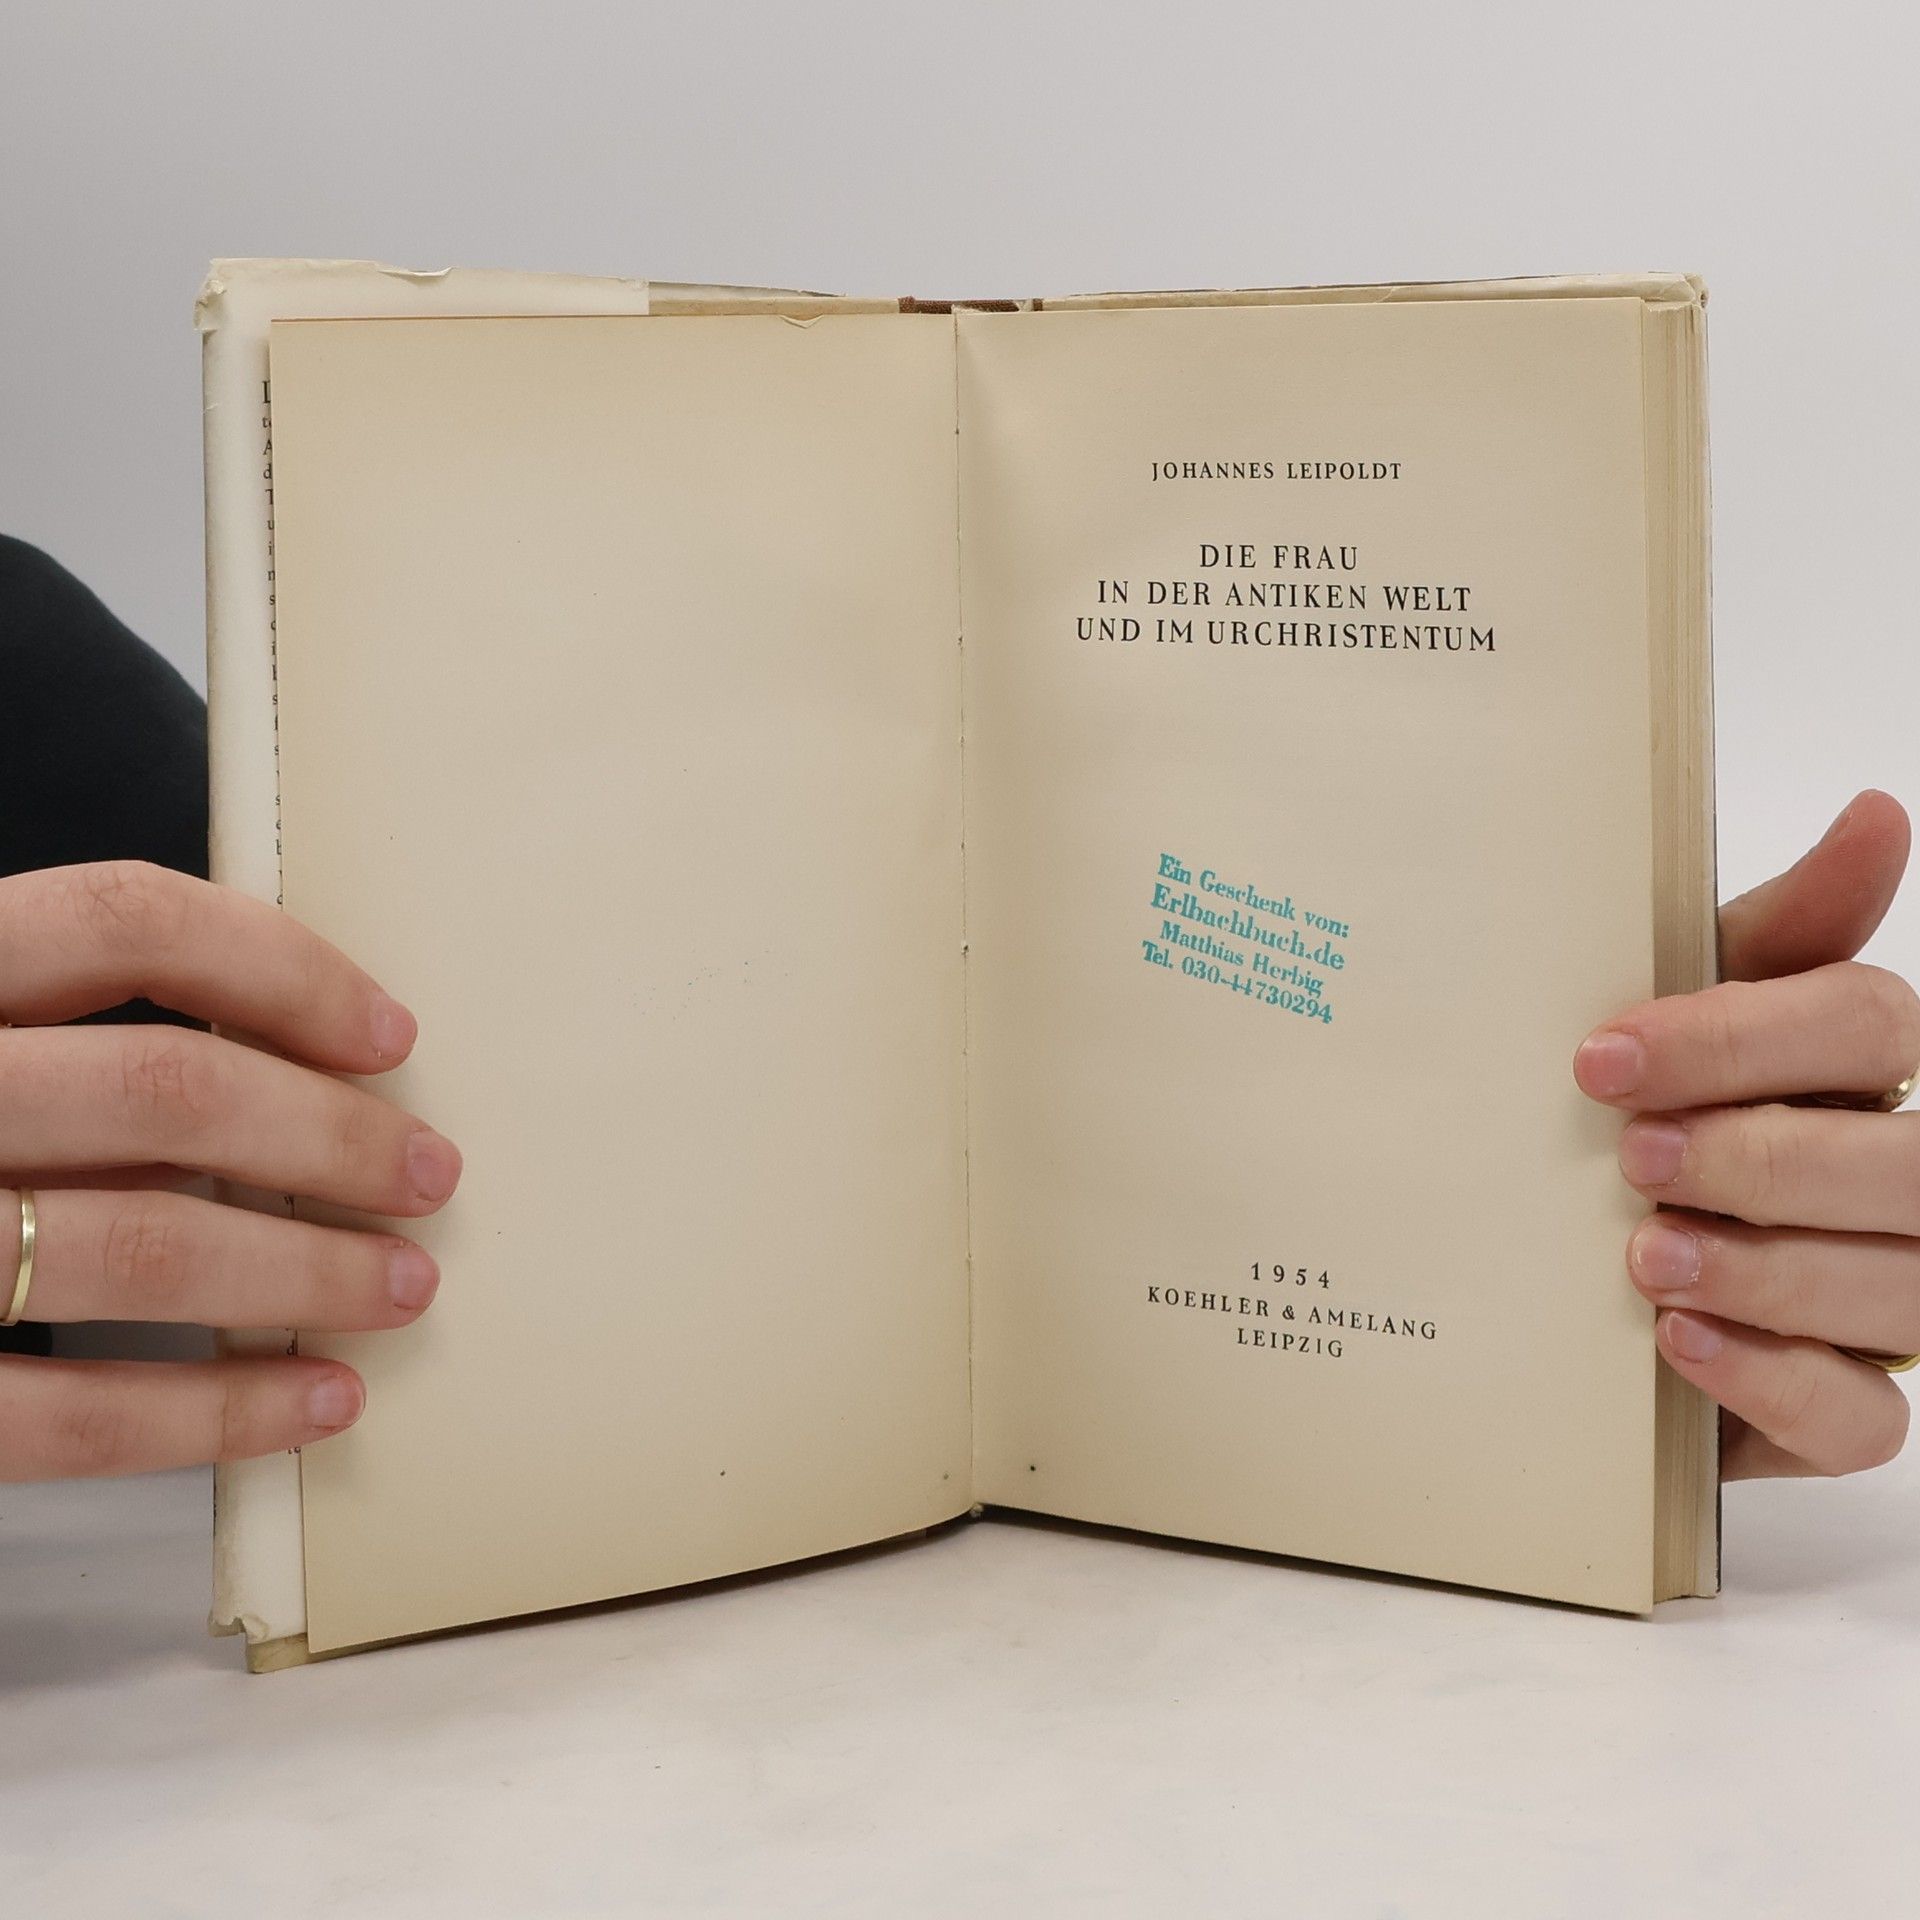 JOHANNES LEIPOLDT
DIE FRAU
IN DER ANTIKEN WELT
UND IM URCHRISTENTUM
Ein Geschenk von:
Erlbachbuch.de
Matthias Herbig
Tel. 030-44730294
1954
KOEHLER & AMELANG
LEIPZIG